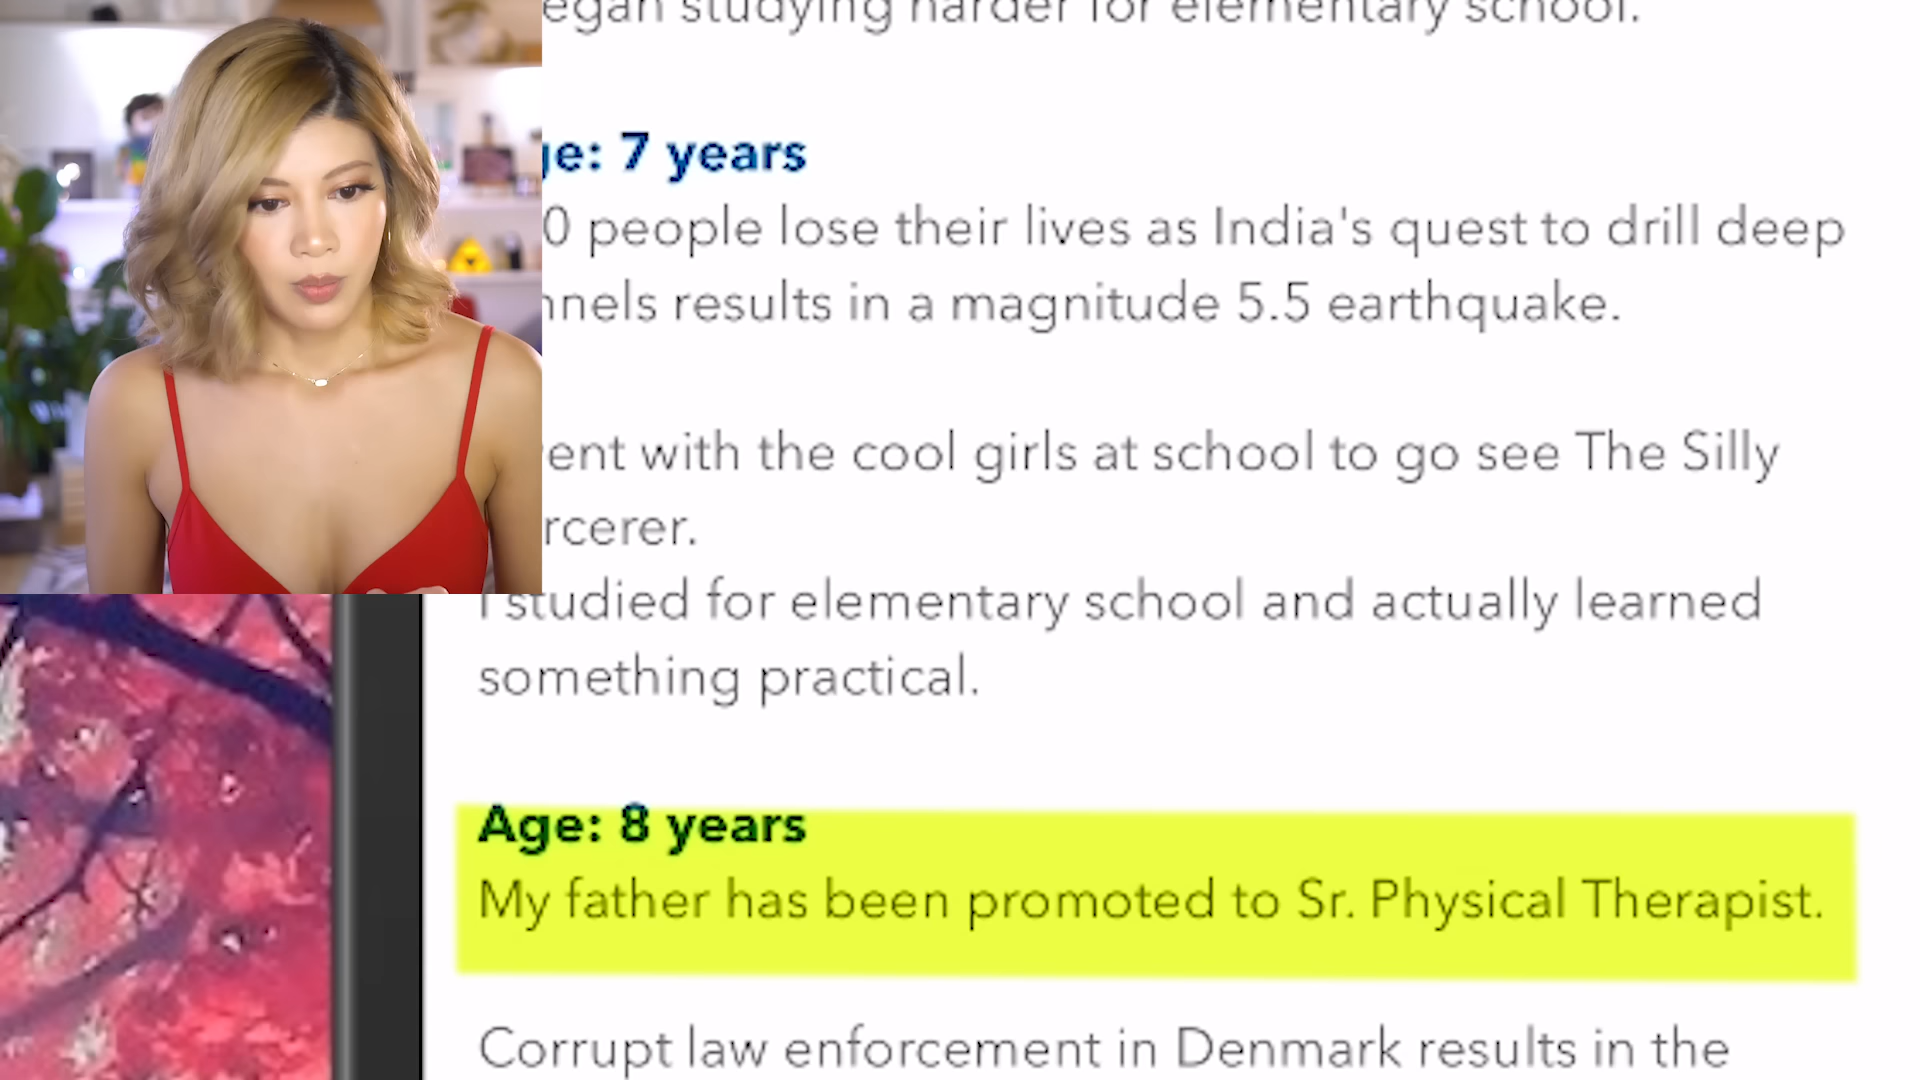 egan studying harder for elementary school.
ge: 7 years
0 people lose their lives as India's quest to drill deep
nnels results in a magnitude 5.5 earthquake.
ent with the cool girls at school to go see The Silly
rcerer.
I studied for elementary school and actually learned
something practical.
Age: 8 years
My father has been promoted to Sr. Physical Therapist.
Corrupt law enforcement in Denmark results in the